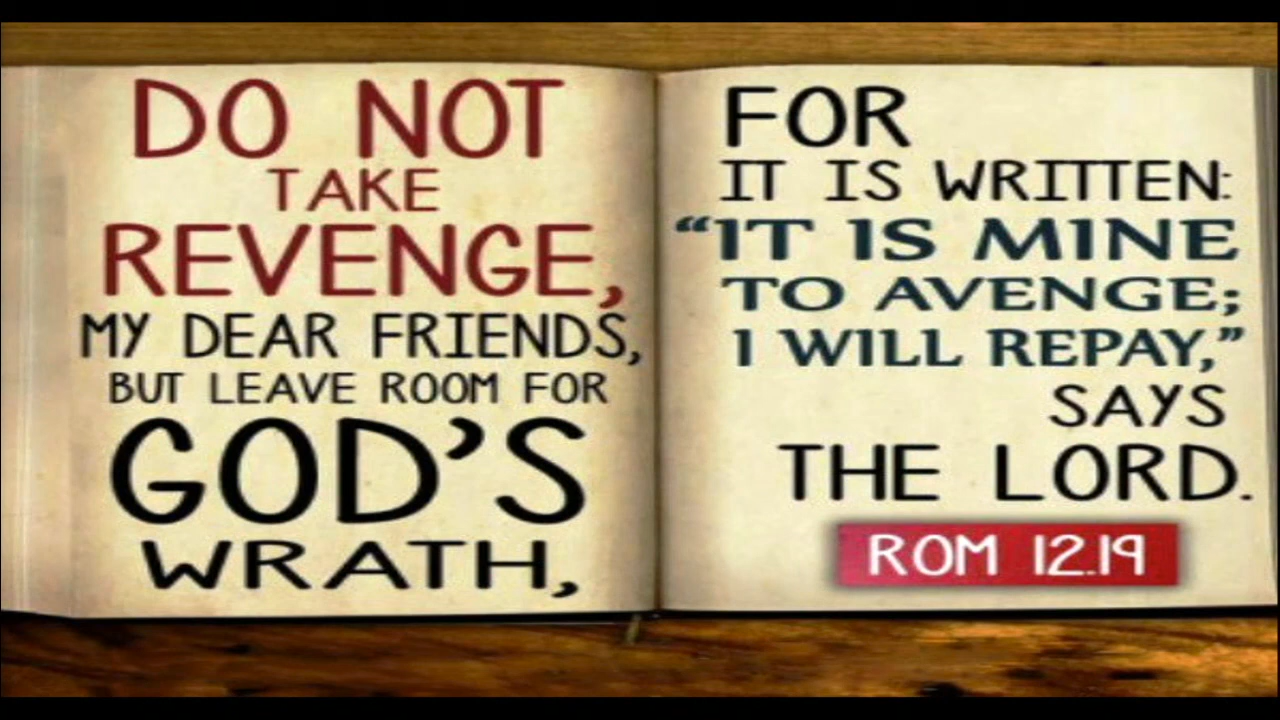 DO NOT
TAKE
REVENGE,
MY DEAR FRIENDS,
BUT LEAVE ROOM FOR
GOD'S
WRATH,
FOR
IT IS WRITTEN:
“IT IS MINE
TO AVENGE;
I WILL REPAY,”
SAYS
THE LORD.
ROM 12.19